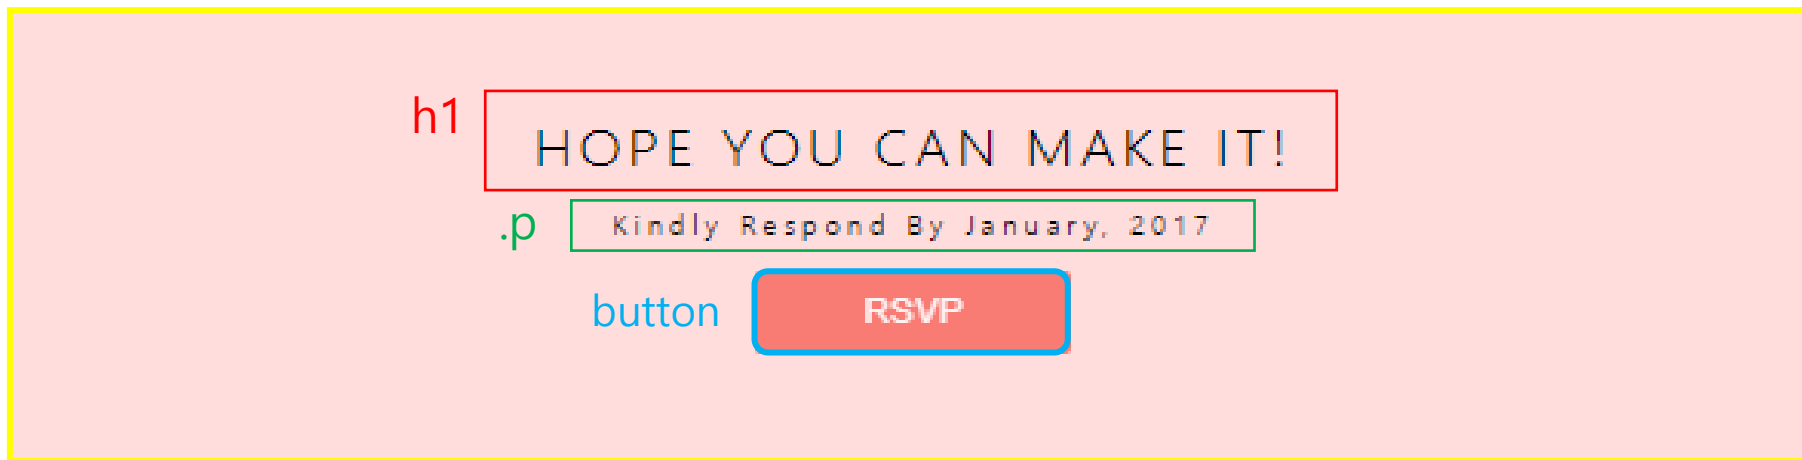 h1
HOPE YOU CAN MAKE IT!
.p
Kindly Respond By January, 2017
button
RSVP